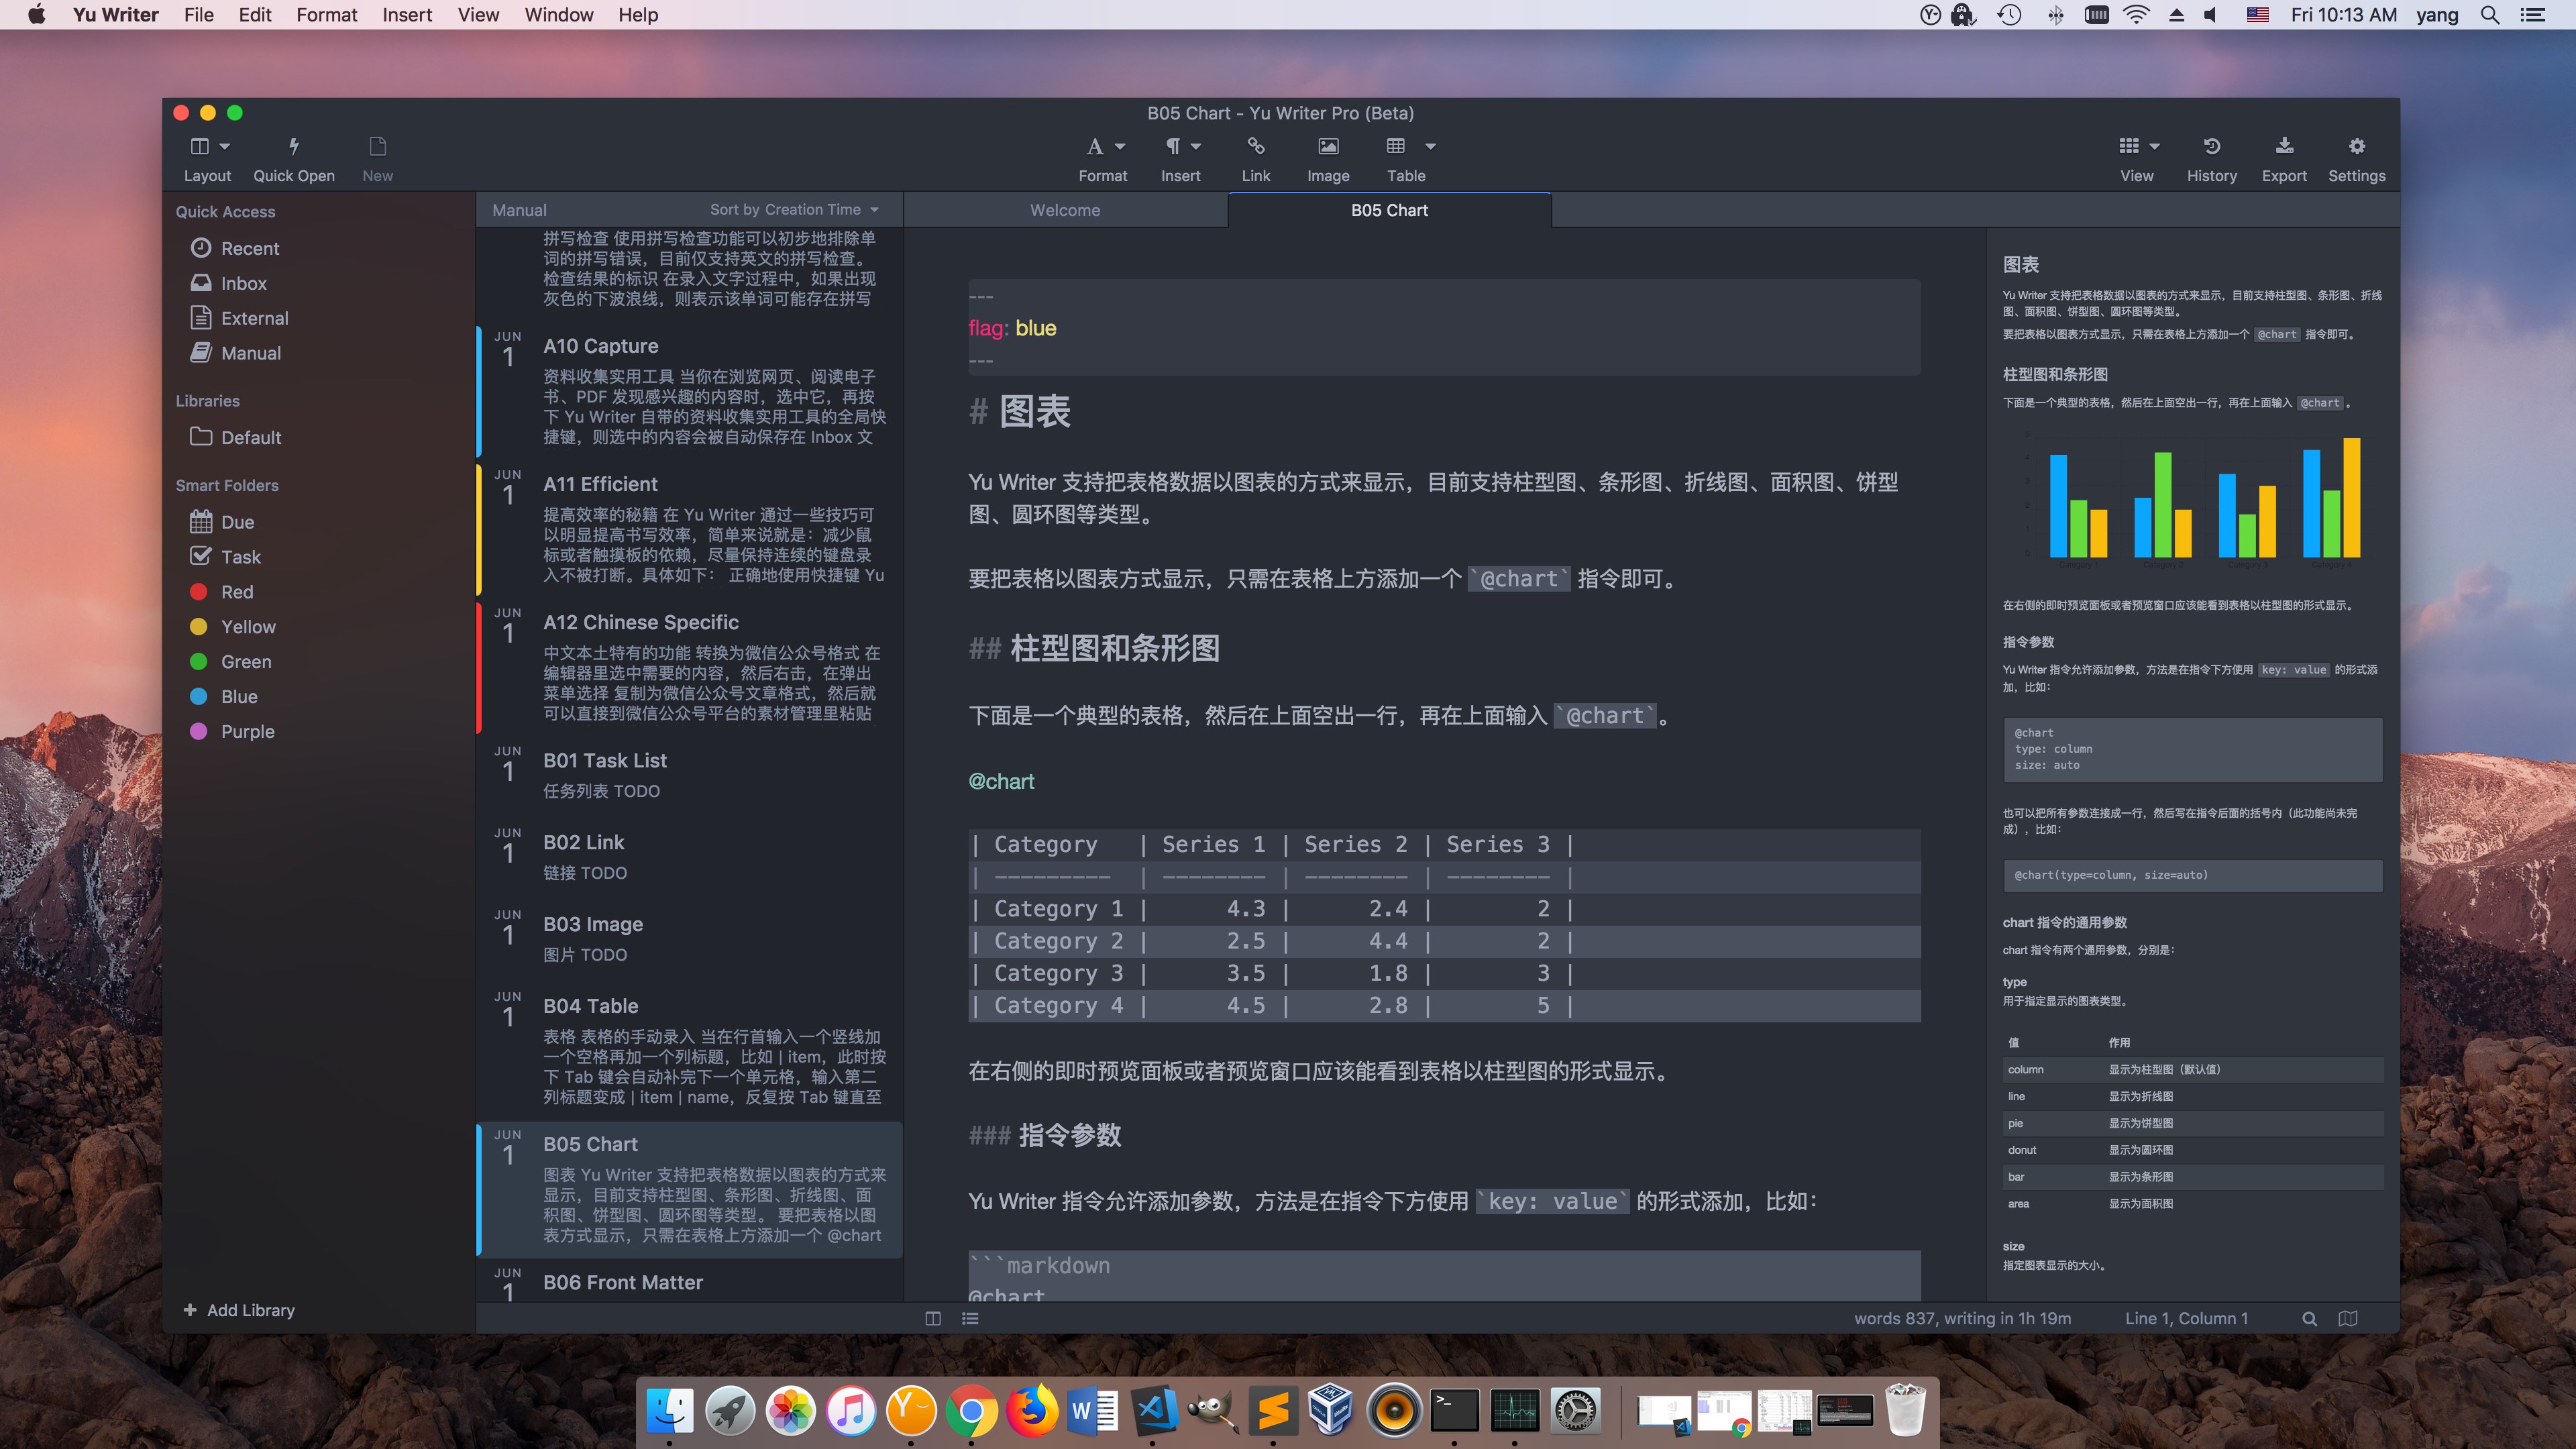 Yu Writer File Edit Format Insert View Window Help
Fri 10:13 AM yang
B05 Chart - Yu Writer Pro (Beta)
Layout Quick Open New
Format Insert Link Image Table
View History Export Settings
Quick Access
Recent
Inbox
External
Manual
Libraries
Default
Smart Folders
Due
Task
Red
Yellow
Green
Blue
Purple
+ Add Library
Manual Sort by Creation Time
拼写检查 使用拼写检查功能可以初步地排除单
词的拼写错误，目前仅支持英文的拼写检查。
检查结果的标识 在录入文字过程中，如果出现
灰色的下波浪线，则表示该单词可能存在拼写
JUN
1
A10 Capture
资料收集实用工具 当你在浏览网页、阅读电子
书、PDF 发现感兴趣的内容时，选中它，再按
下 Yu Writer 自带的资料收集实用工具的全局快
捷键，则选中的内容会被自动保存在 Inbox 文
JUN
1
A11 Efficient
提高效率的秘籍 在 Yu Writer 通过一些技巧可
以明显提高书写效率，简单来说就是：减少鼠
标或者触摸板的依赖，尽量保持连续的键盘录
入不被打断。具体如下： 正确地使用快捷键 Yu
JUN
1
A12 Chinese Specific
中文本土特有的功能 转换为微信公众号格式 在
编辑器里选中需要的内容，然后右击，在弹出
菜单选择 复制为微信公众号文章格式，然后就
可以直接到微信公众号平台的素材管理里粘贴
JUN
1
B01 Task List
任务列表 TODO
JUN
1
B02 Link
链接 TODO
JUN
1
B03 Image
图片 TODO
JUN
1
B04 Table
表格 表格的手动录入 当在行首输入一个竖线加
一个空格再加一个列标题，比如 | item，此时按
下 Tab 键会自动补完下一个单元格，输入第二
列标题变成 | item | name，反复按 Tab 键直至
JUN
1
B05 Chart
图表 Yu Writer 支持把表格数据以图表的方式来
显示，目前支持柱型图、条形图、折线图、面
积图、饼型图、圆环图等类型。 要把表格以图
表方式显示，只需在表格上方添加一个 @chart
JUN
1
B06 Front Matter
Welcome B05 Chart
---
flag: blue
---
# 图表
Yu Writer 支持把表格数据以图表的方式来显示，目前支持柱型图、条形图、折线图、面积图、饼型
图、圆环图等类型。
要把表格以图表方式显示，只需在表格上方添加一个 `@chart` 指令即可。
## 柱型图和条形图
下面是一个典型的表格，然后在上面空出一行，再在上面输入 `@chart`。
@chart
| Category | Series 1 | Series 2 | Series 3 |
| --------- | -------- | -------- | -------- |
| Category 1 | 4.3 | 2.4 | 2 |
| Category 2 | 2.5 | 4.4 | 2 |
| Category 3 | 3.5 | 1.8 | 3 |
| Category 4 | 4.5 | 2.8 | 5 |
在右侧的即时预览面板或者预览窗口应该能看到表格以柱型图的形式显示。
### 指令参数
Yu Writer 指令允许添加参数，方法是在指令下方使用 `key: value` 的形式添加，比如：
```markdown
@chart
图表
Yu Writer 支持把表格数据以图表的方式来显示，目前支持柱型图、条形图、折线
图、面积图、饼型图、圆环图等类型。
要把表格以图表方式显示，只需在表格上方添加一个 @chart 指令即可。
柱型图和条形图
下面是一个典型的表格，然后在上面空出一行，再在上面输入 @chart 。
Category 1 Category 2 Category 3 Category 4
在右侧的即时预览面板或者预览窗口应该能看到表格以柱型图的形式显示。
指令参数
Yu Writer 指令允许添加参数，方法是在指令下方使用 key: value 的形式添
加，比如：
@chart
type: column
size: auto
也可以把所有参数连接成一行，然后写在指令后面的括号内（此功能尚未完
成），比如：
@chart(type=column, size=auto)
chart 指令的通用参数
chart 指令有两个通用参数，分别是：
type
用于指定显示的图表类型。
值 作用
column 显示为柱型图（默认值）
line 显示为折线图
pie 显示为饼型图
donut 显示为圆环图
bar 显示为条形图
area 显示为面积图
size
指定图表显示的大小。
words 837, writing in 1h 19m Line 1, Column 1